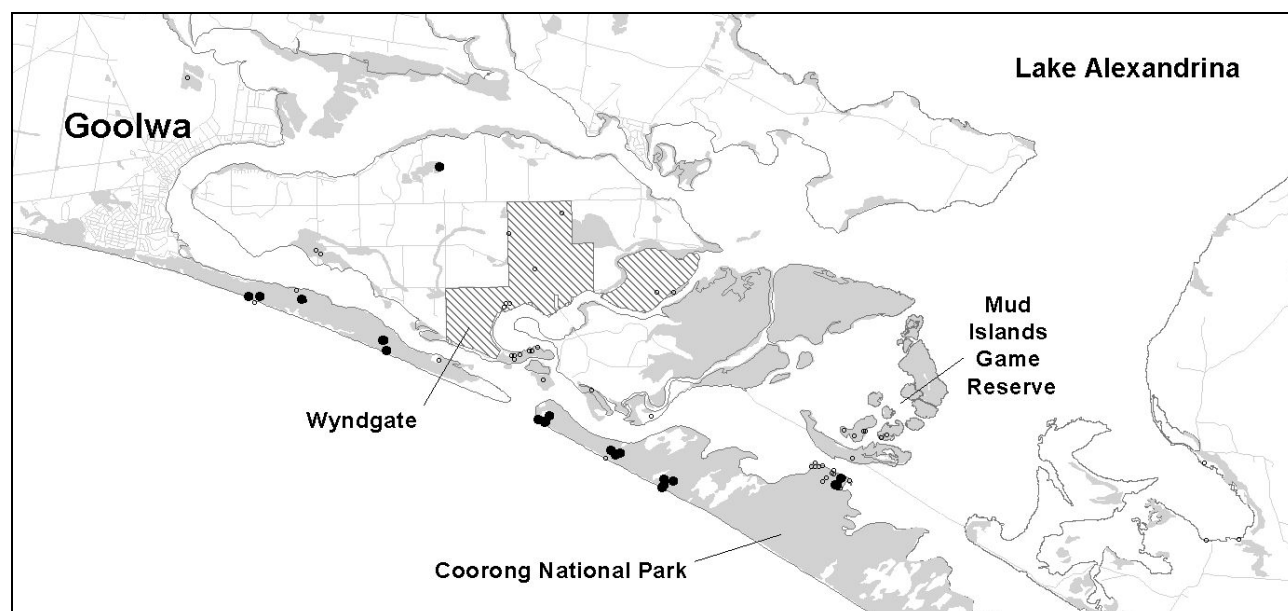 Lake Alexandrina
Goolwa
Mud
Islands
Game
Reserve
Wyndgate
Coorong National Park